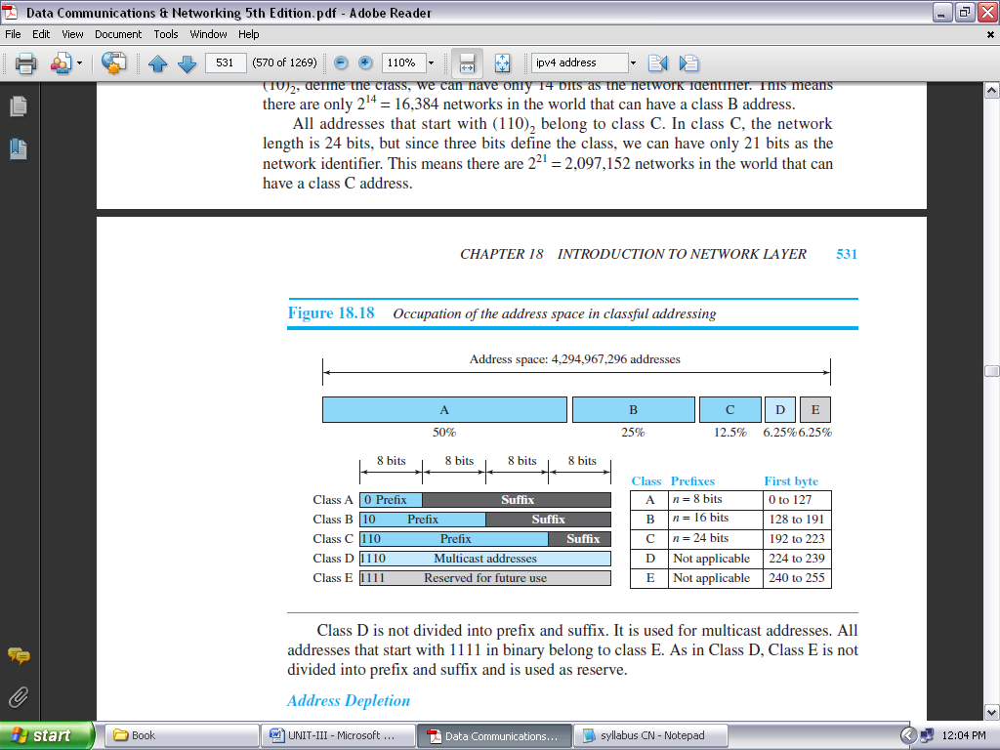 Data Communications & Networking 5th Edition.pdf - Adobe Reader
File Edit View Document Tools Window Help
531 (570 of 1269) 110% ipv4 address
(10)₂, define the class, we can have only 14 bits as the network identifier. This means
there are only 2¹⁴ = 16,384 networks in the world that can have a class B address.
All addresses that start with (110)₂ belong to class C. In class C, the network
length is 24 bits, but since three bits define the class, we can have only 21 bits as the
network identifier. This means there are 2²¹ = 2,097,152 networks in the world that can
have a class C address.
CHAPTER 18 INTRODUCTION TO NETWORK LAYER 531
Figure 18.18 Occupation of the address space in classful addressing
Address space: 4,294,967,296 addresses
A B C D E
50% 25% 12.5% 6.25% 6.25%
8 bits 8 bits 8 bits 8 bits
Class A 0 Prefix Suffix
Class B 10 Prefix Suffix
Class C 110 Prefix Suffix
Class D 1110 Multicast addresses
Class E 1111 Reserved for future use
Class Prefixes First byte
A n = 8 bits 0 to 127
B n = 16 bits 128 to 191
C n = 24 bits 192 to 223
D Not applicable 224 to 239
E Not applicable 240 to 255
Class D is not divided into prefix and suffix. It is used for multicast addresses. All
addresses that start with 1111 in binary belong to class E. As in Class D, Class E is not
divided into prefix and suffix and is used as reserve.
Address Depletion
start Book UNIT-III - Microsoft ... Data Communications... syllabus CN - Notepad 12:04 PM